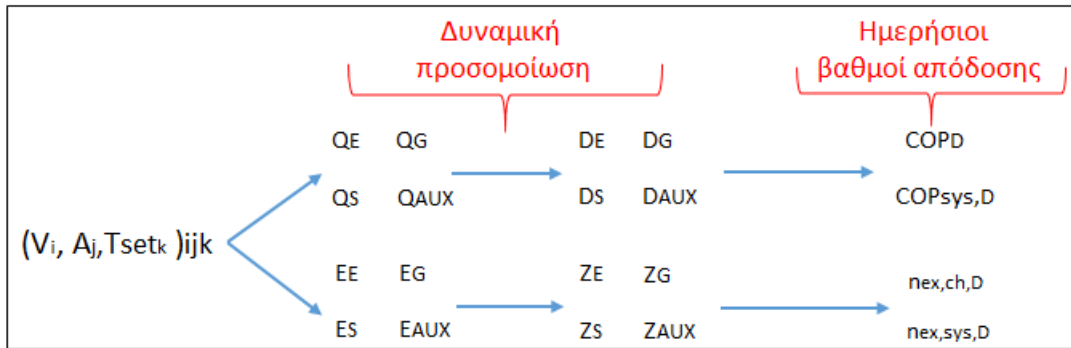 Δυναμική προσομοίωση
Ημερήσιοι βαθμοί απόδοσης
QE QG DE DG COPD
QS QAUX DS DAUX COPsys,D
(Vi, Aj,Tsetk )ijk
EE EG ZE ZG nex,ch,D
ES EAUX ZS ZAUX nex,sys,D